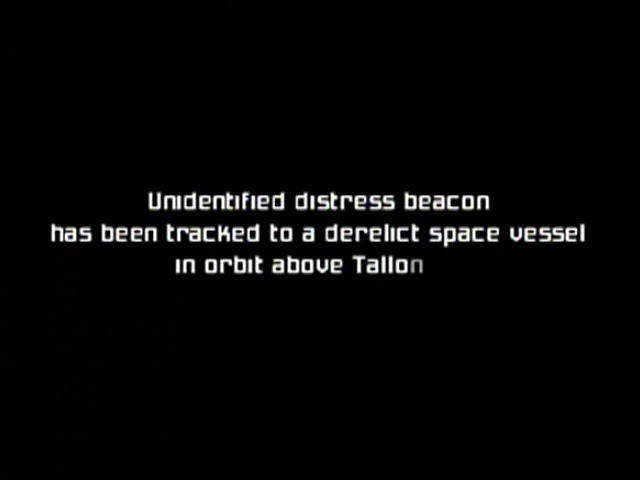 Unidentified distress beacon
has been tracked to a derelict space vessel
in orbit above Tallon